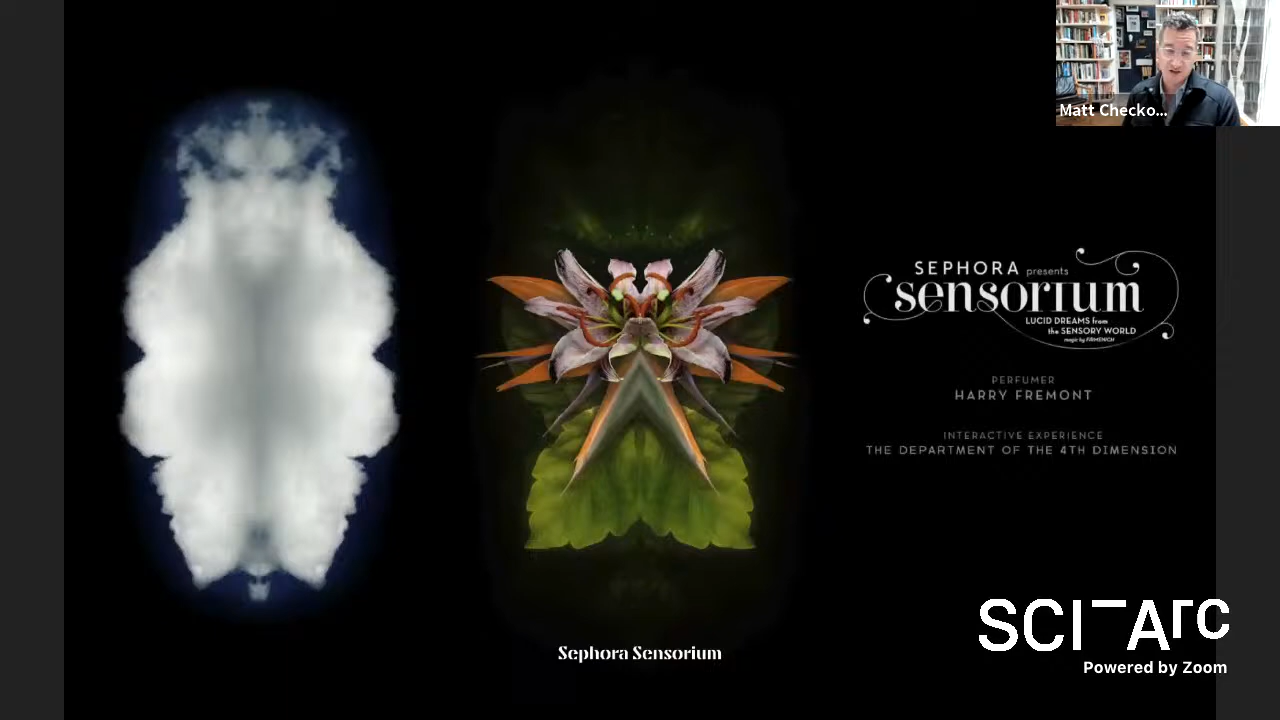 Matt Checko...
SEPHORA presents
sensorium
LUCID DREAMS from
the SENSORY WORLD
magic by FIRMENICH
PERFUMER
HARRY FREMONT
INTERACTIVE EXPERIENCE
THE DEPARTMENT OF THE 4TH DIMENSION
SCI-Arc
Powered by Zoom
Sephora Sensorium